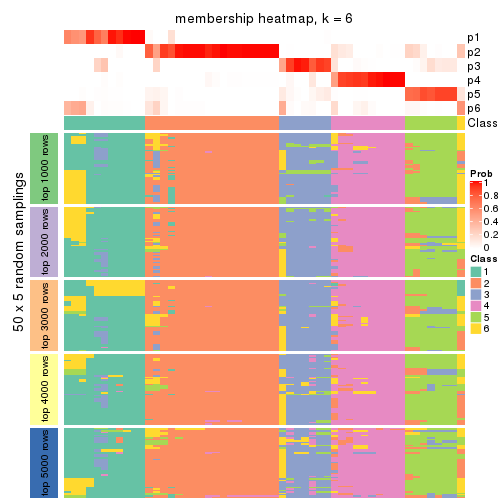 membership heatmap, k = 6
p1
p2
p3
p4
p5
p6
Class
50 x 5 random samplings
top 1000 rows
top 2000 rows
top 3000 rows
top 4000 rows
top 5000 rows
Prob
1
0.8
0.6
0.4
0.2
0
Class
1
2
3
4
5
6